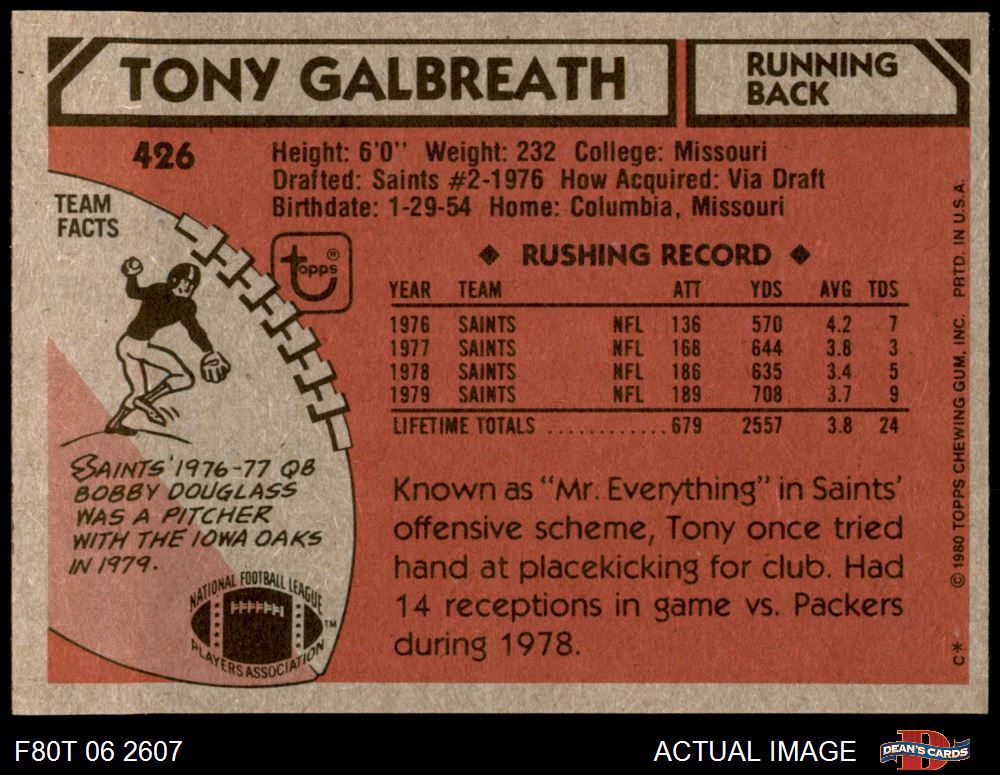 TONY GALBREATH
RUNNING
BACK
426
Height: 6'0" Weight: 232 College: Missouri
Drafted: Saints #2-1976 How Acquired: Via Draft
Birthdate: 1-29-54 Home: Columbia, Missouri
TEAM
FACTS
topps®
SAINTS' 1976-77 QB
BOBBY DOUGLASS
WAS A PITCHER
WITH THE IOWA OAKS
IN 1979.
NATIONAL FOOTBALL LEAGUE
PLAYERS ASSOCIATION
TM
◆ RUSHING RECORD ◆
YEAR TEAM ATT YDS AVG TDS
1976 SAINTS NFL 136 570 4.2 7
1977 SAINTS NFL 168 644 3.8 3
1978 SAINTS NFL 186 635 3.4 5
1979 SAINTS NFL 189 708 3.7 9
LIFETIME TOTALS ............ 679 2557 3.8 24
Known as "Mr. Everything" in Saints'
offensive scheme, Tony once tried
hand at placekicking for club. Had
14 receptions in game vs. Packers
during 1978.
C* © 1980 TOPPS CHEWING GUM, INC. PRTD. IN U.S.A.
F80T 06 2607
ACTUAL IMAGE
DEAN'S CARDS